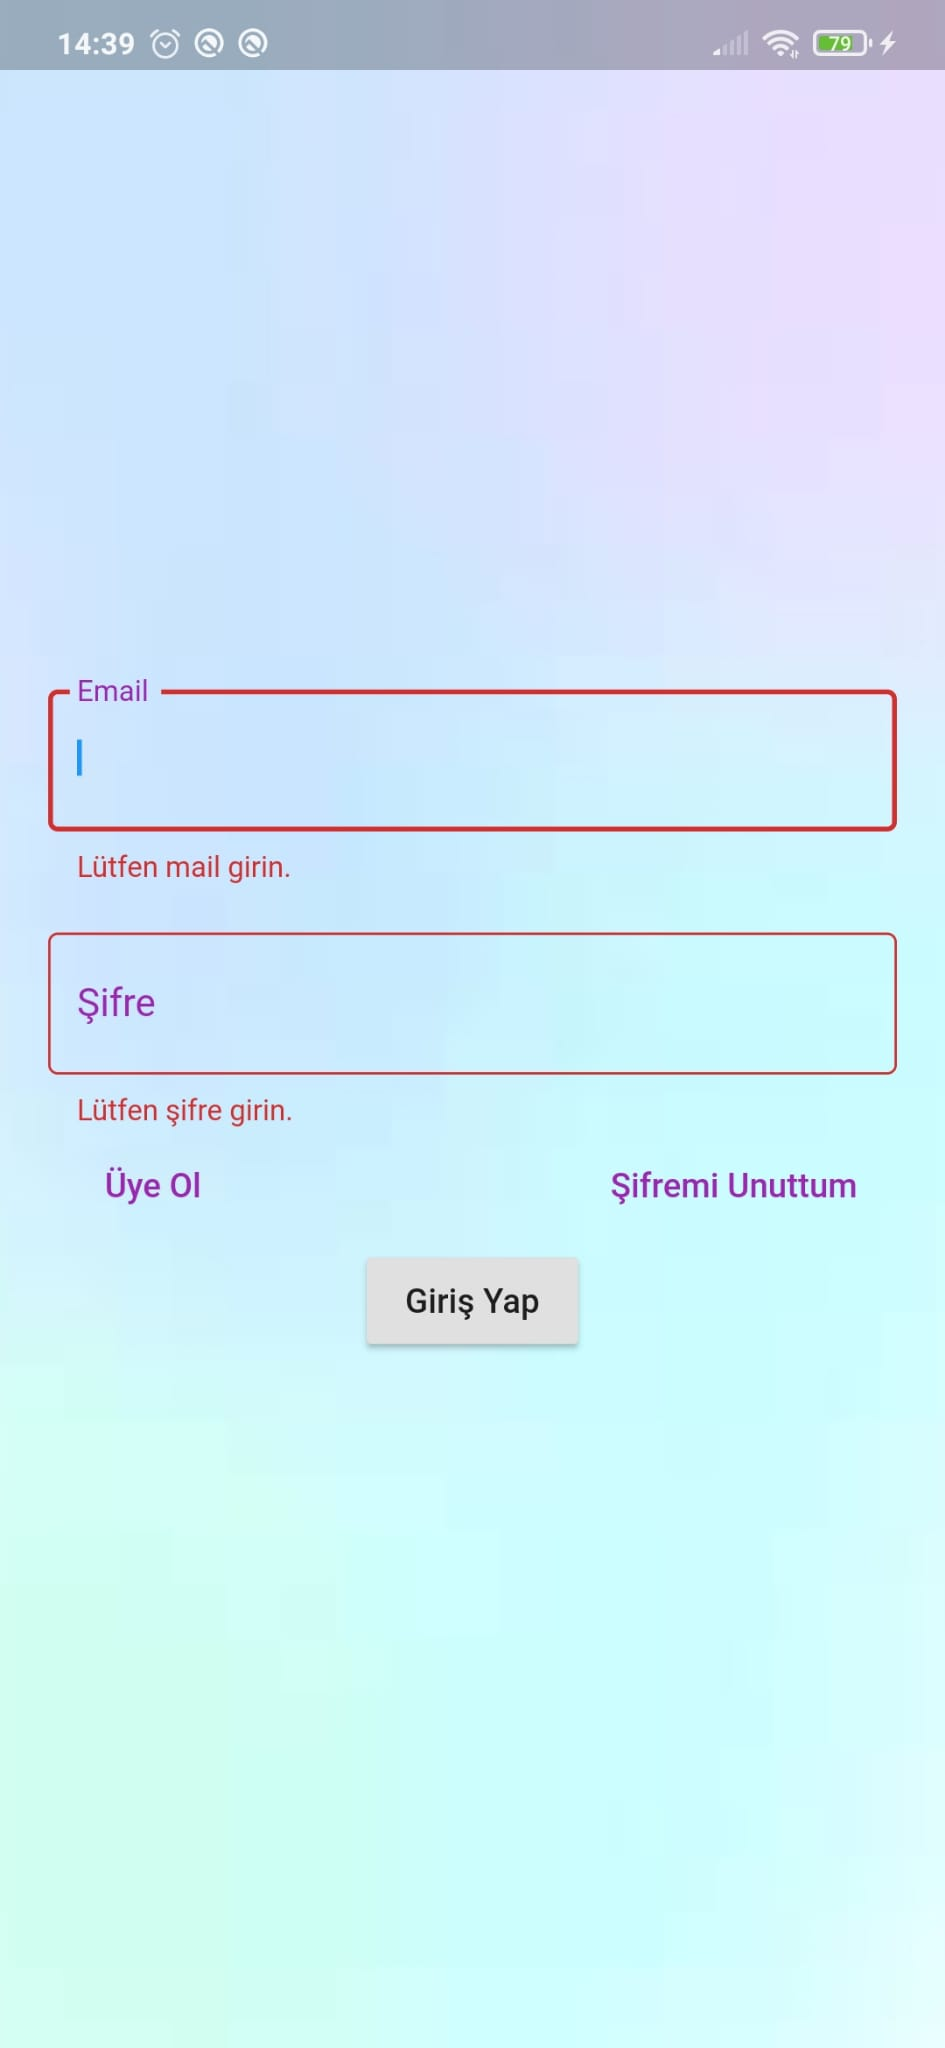 14:39
79
Email
Lütfen mail girin.
Şifre
Lütfen şifre girin.
Üye Ol
Şifremi Unuttum
Giriş Yap